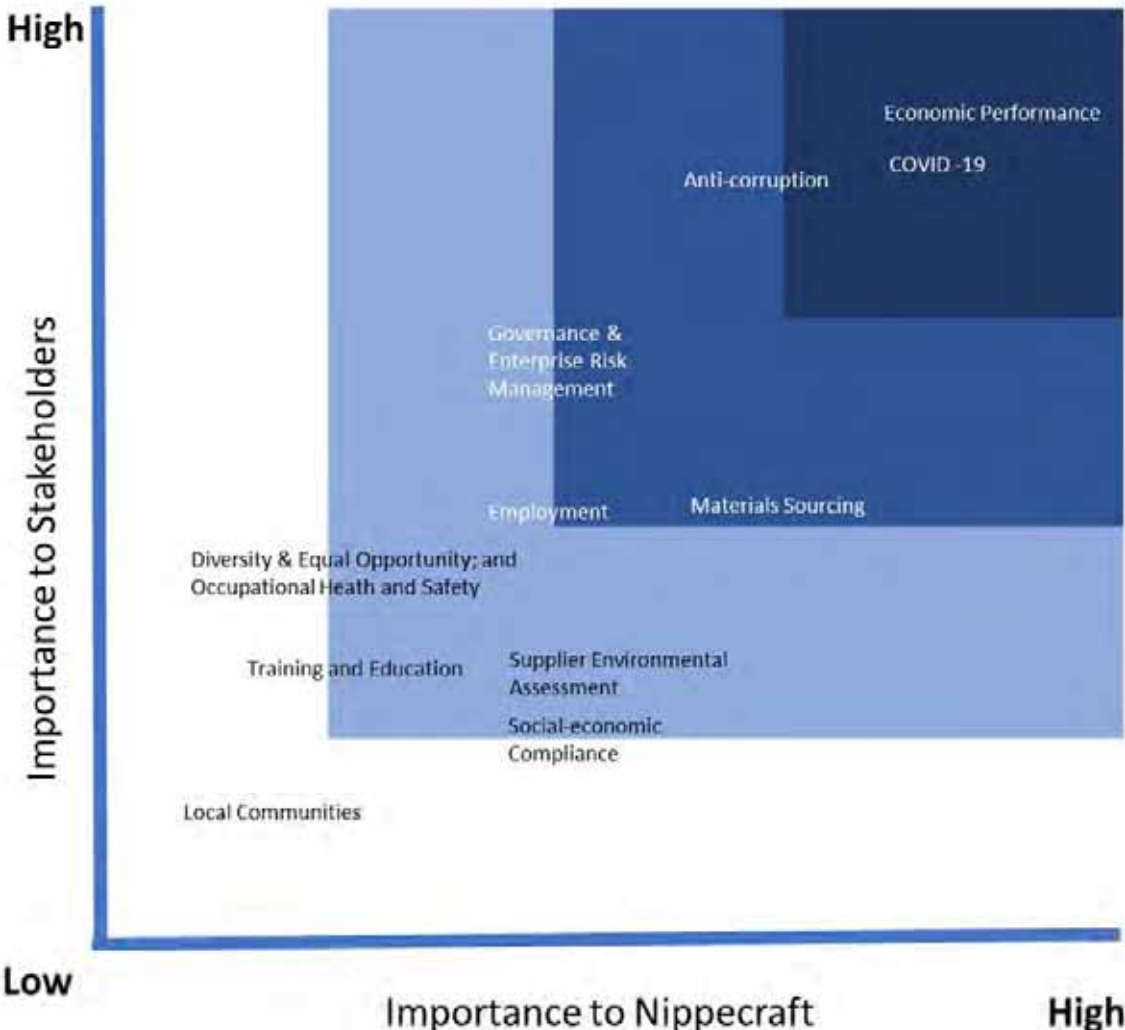 High
Economic Performance
COVID -19
Anti-corruption
Governance &
Enterprise Risk
Management
Employment
Materials Sourcing
Diversity & Equal Opportunity; and
Occupational Heath and Safety
Training and Education
Supplier Environmental
Assessment
Social-economic
Compliance
Local Communities
Importance to Stakeholders
Low
Importance to Nippecraft
High